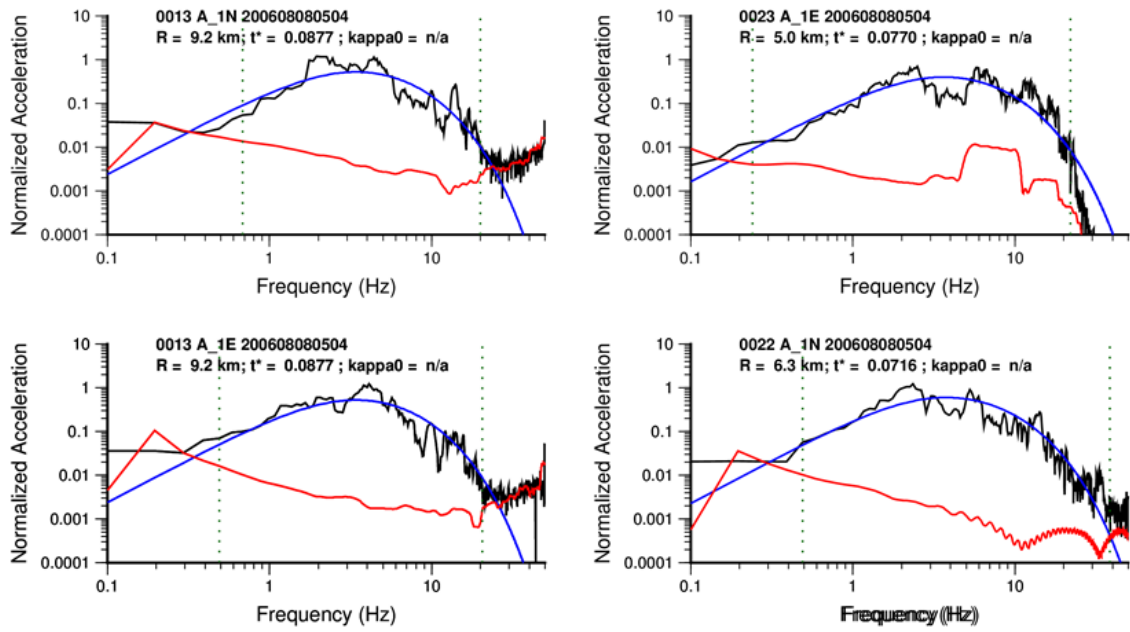 0013 A_1N 200608080504
R = 9.2 km; t* = 0.0877 ; kappa0 = n/a
Normalized Acceleration
10
1
0.1
0.01
0.001
0.0001
0.1
1
10
Frequency (Hz)
0023 A_1E 200608080504
R = 5.0 km; t* = 0.0770 ; kappa0 = n/a
Normalized Acceleration
10
1
0.1
0.01
0.001
0.0001
0.1
1
10
Frequency (Hz)
0013 A_1E 200608080504
R = 9.2 km; t* = 0.0877 ; kappa0 = n/a
Normalized Acceleration
10
1
0.1
0.01
0.001
0.0001
0.1
1
10
Frequency (Hz)
0022 A_1N 200608080504
R = 6.3 km; t* = 0.0716 ; kappa0 = n/a
Normalized Acceleration
10
1
0.1
0.01
0.001
0.0001
0.1
1
10
Frequency (Hz)